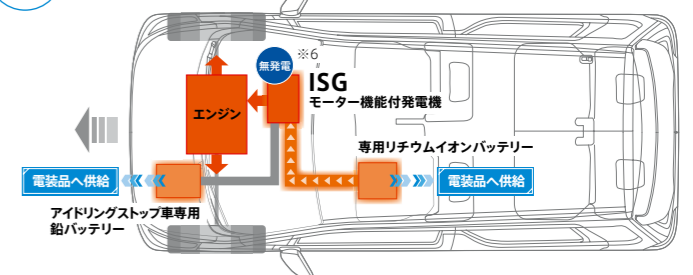 無発電
※6
ISG
モーター機能付発電機
エンジン
専用リチウムイオンバッテリー
電装品へ供給
電装品へ供給
アイドリングストップ車専用
鉛バッテリー